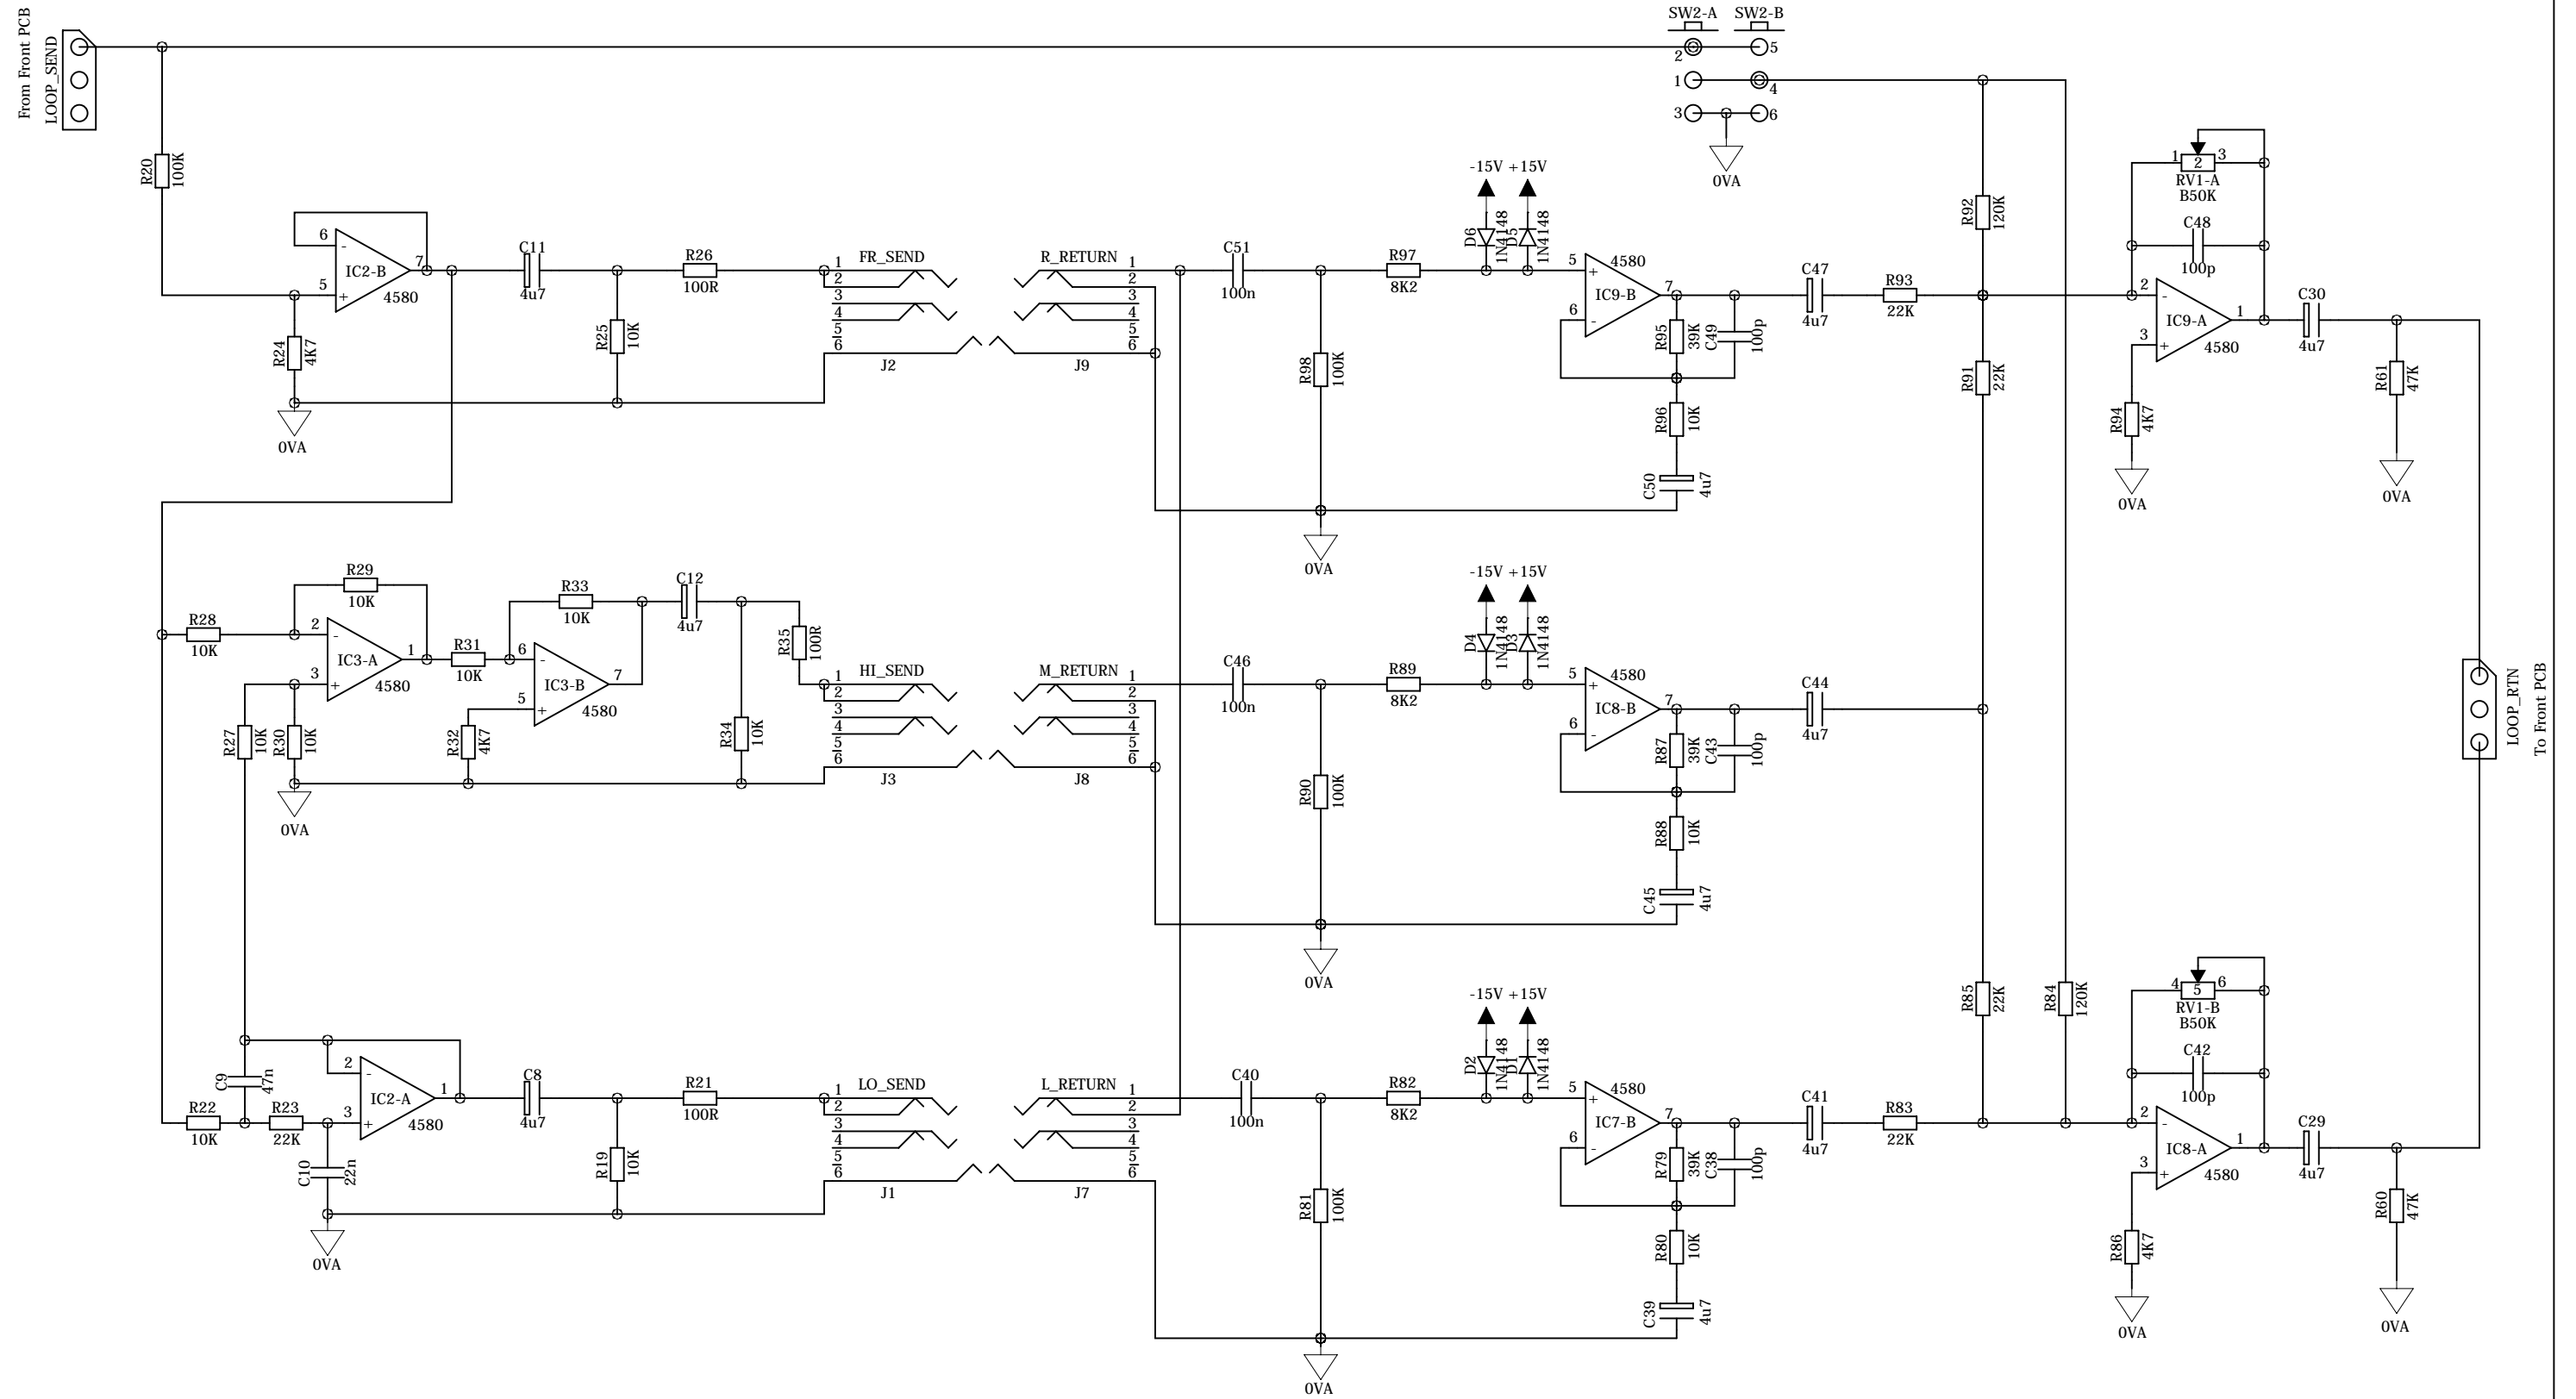 From Front PCB
LOOP_SEND
SW2-A SW2-B
2 5
1 4
3 6
0VA
R20
100K
6
-
IC2-B
7
5
+
4580
R24
4K7
0VA
C11
4u7
R25
10K
R26
100R
1
2
3
4
5
6
FR_SEND
J2
R_RETURN
1
2
3
4
5
6
J9
C51
100n
R98
100K
0VA
R97
8K2
-15V +15V
D6
1N4148
D5
1N4148
5
+
4580
IC9-B
7
6
-
R95
39K
C49
100p
R96
10K
C50
4u7
C47
4u7
R93
22K
R92
120K
R91
22K
1 2 3
RV1-A
B50K
C48
100p
2
-
IC9-A
1
3
+
4580
R94
4K7
0VA
C30
4u7
R61
47K
0VA
R28
10K
R29
10K
2
-
IC3-A
1
3
+
4580
R27
10K
R30
10K
0VA
R31
10K
R33
10K
6
-
IC3-B
7
5
+
4580
R32
4K7
C12
4u7
R34
10K
R35
100R
1
2
3
4
5
6
HI_SEND
J3
M_RETURN
1
2
3
4
5
6
J8
C46
100n
R90
100K
0VA
R89
8K2
-15V +15V
D4
1N4148
D3
1N4148
5
+
4580
IC8-B
7
6
-
R87
39K
C43
100p
R88
10K
C45
4u7
C44
4u7
LOOP_RTN
To Front PCB
R22
10K
C9
47n
R23
22K
C10
22n
0VA
2
-
IC2-A
1
3
+
4580
C8
4u7
R19
10K
R21
100R
1
2
3
4
5
6
LO_SEND
J1
L_RETURN
1
2
3
4
5
6
J7
C40
100n
R81
100K
0VA
R82
8K2
-15V +15V
D2
1N4148
D1
1N4148
5
+
4580
IC7-B
7
6
-
R79
39K
C38
100p
R80
10K
C39
4u7
C41
4u7
R83
22K
R85
22K
R84
120K
4 5 6
RV1-B
B50K
C42
100p
2
-
IC8-A
1
3
+
4580
R86
4K7
0VA
C29
4u7
R60
47K
0VA